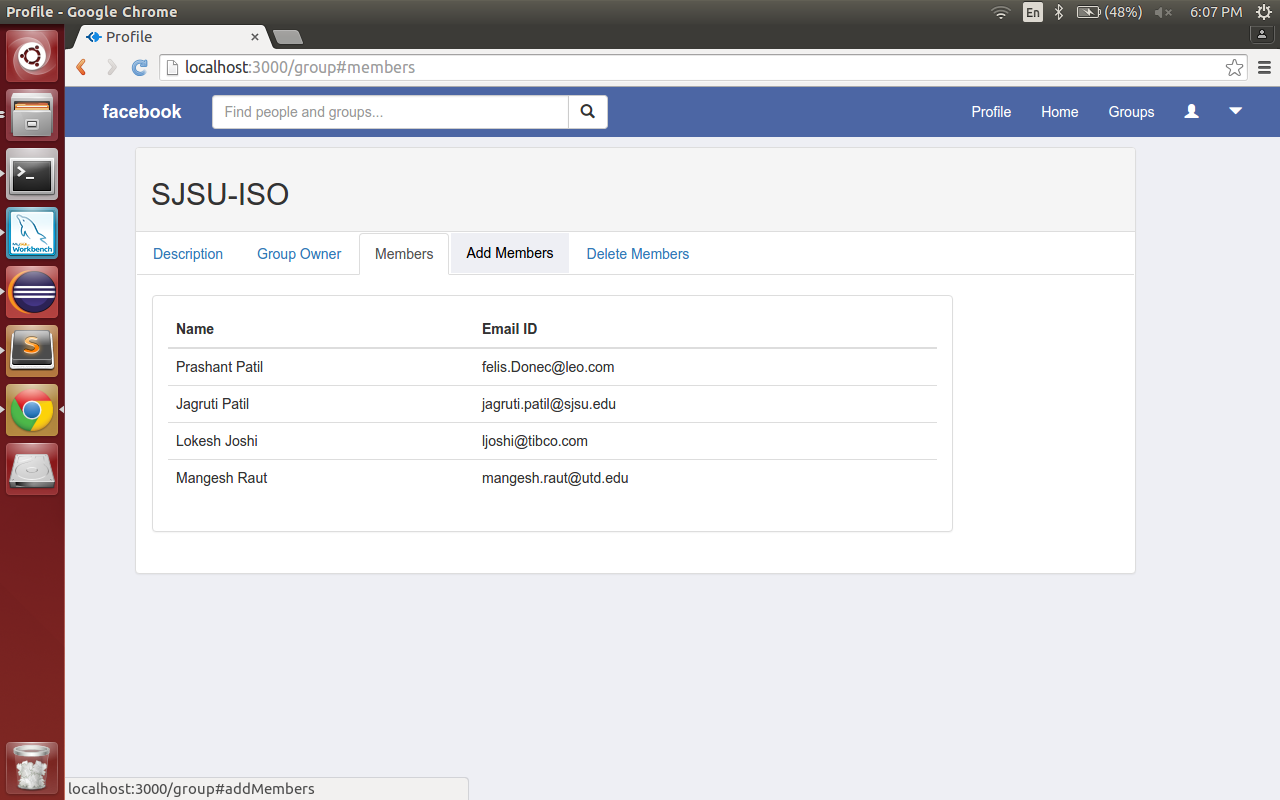 Profile - Google Chrome
En
(48%)
6:07 PM
Profile
localhost:3000/group#members
facebook
Find people and groups...
Profile
Home
Groups
SJSU-ISO
Description
Group Owner
Members
Add Members
Delete Members
Name
Email ID
Prashant Patil
felis.Donec@leo.com
Jagruti Patil
jagruti.patil@sjsu.edu
Lokesh Joshi
ljoshi@tibco.com
Mangesh Raut
mangesh.raut@utd.edu
Workbench
localhost:3000/group#addMembers